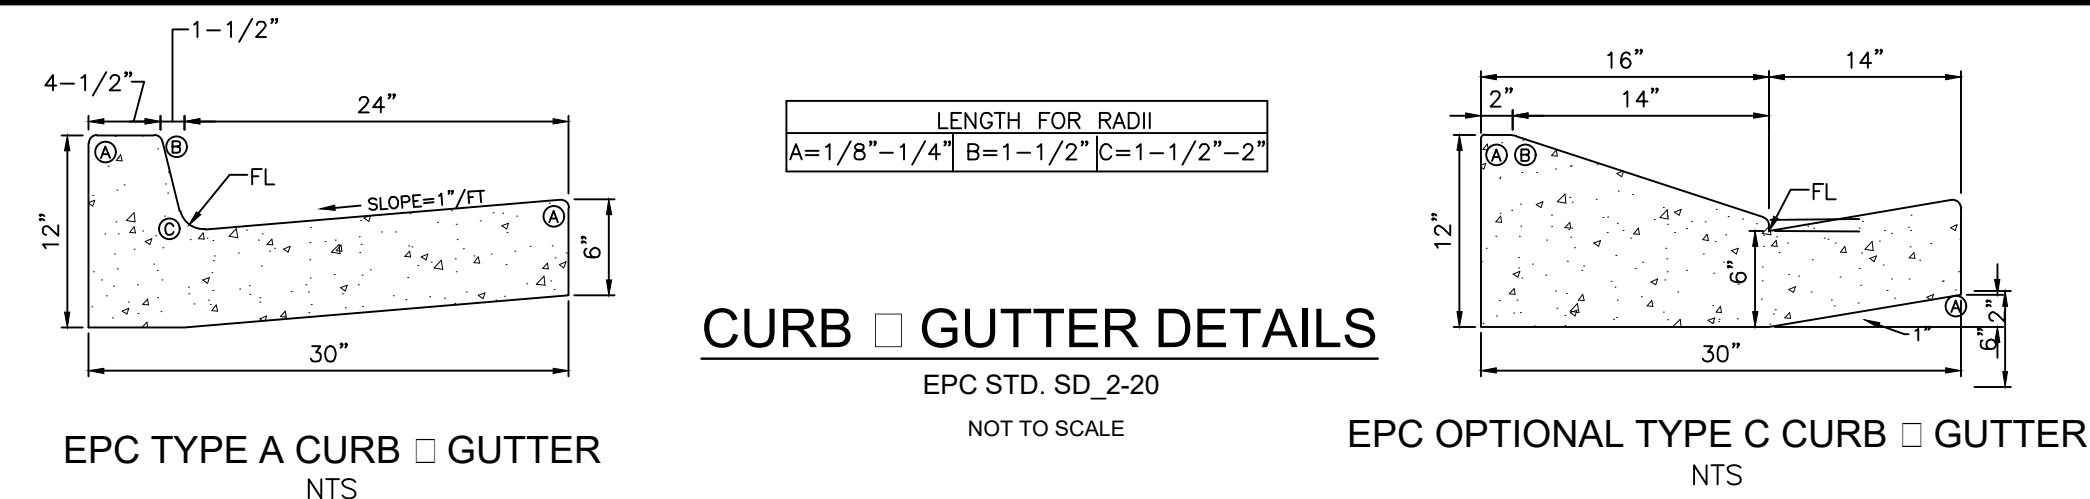 1-1/2"
4-1/2"
24"
A
B
FL
SLOPE=1"/FT
A
C
12"
6"
30"
EPC TYPE A CURB □ GUTTER
NTS
LENGTH FOR RADII
A=1/8"-1/4" B=1-1/2" C=1-1/2"-2"
CURB □ GUTTER DETAILS
EPC STD. SD_2-20
NOT TO SCALE
16" 14"
2" 14"
A B
FL
12"
6"
A
2"
6"
1"
30"
EPC OPTIONAL TYPE C CURB □ GUTTER
NTS